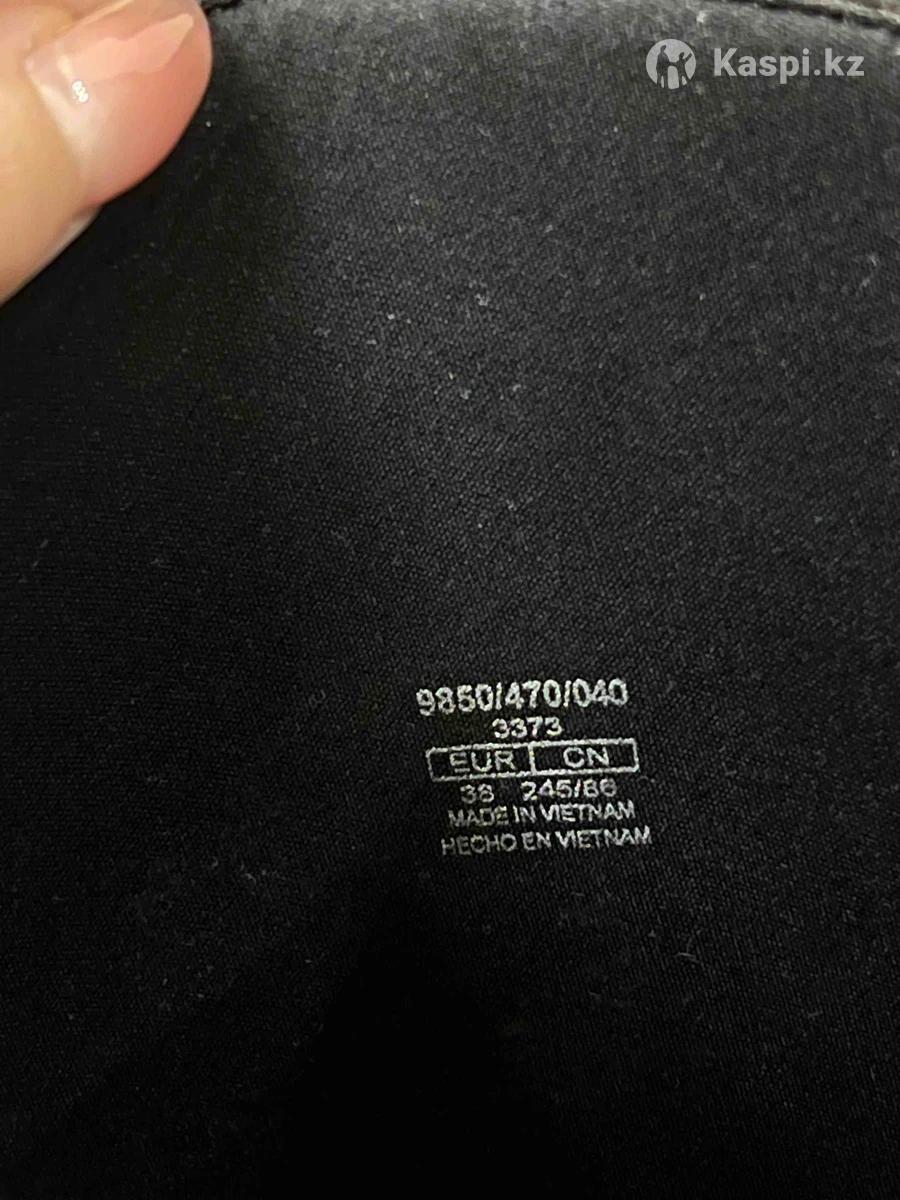 Kaspi.kz
9850/470/040
3373
EUR CN
38 245/86
MADE IN VIETNAM
HECHO EN VIETNAM